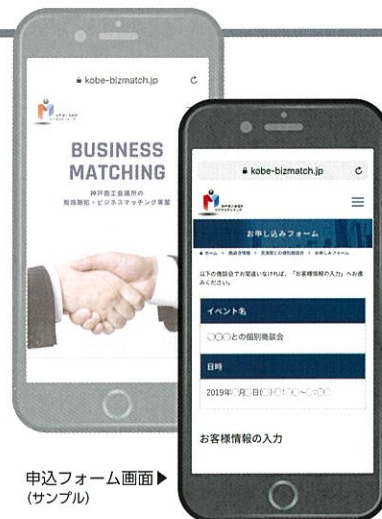 kobe-bizmatch.jp
BUSINESS
MATCHING
神戸商工会議所の
販路開拓・ビジネスマッチング事業
kobe-bizmatch.jp
お申し込みフォーム
以下の商談会でお間違いなければ、「お客様情報の入力」へお進
みください。
イベント名
○○○との個別商談会
日時
2019年○月○日(○)○:○○~○:○○
お客様情報の入力
申込フォーム画面▶
(サンプル)